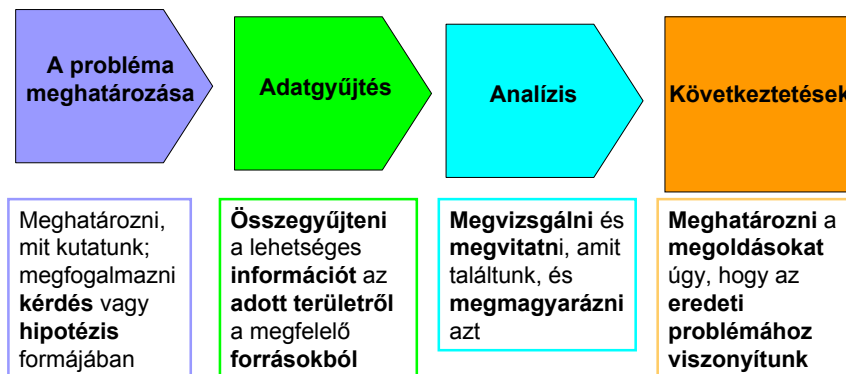 A probléma
meghatározása
Adatgyűjtés
Analízis
Következtetések
Meghatározni,
mit kutatunk;
megfogalmazni
kérdés vagy
hipotézis
formájában
Összegyűjteni
a lehetséges
információt az
adott területről
a megfelelő
forrásokból
Megvizsgálni és
megvitatni, amit
találtunk, és
megmagyarázni
azt
Meghatározni a
megoldásokat
úgy, hogy az
eredeti
problémához
viszonyítunk